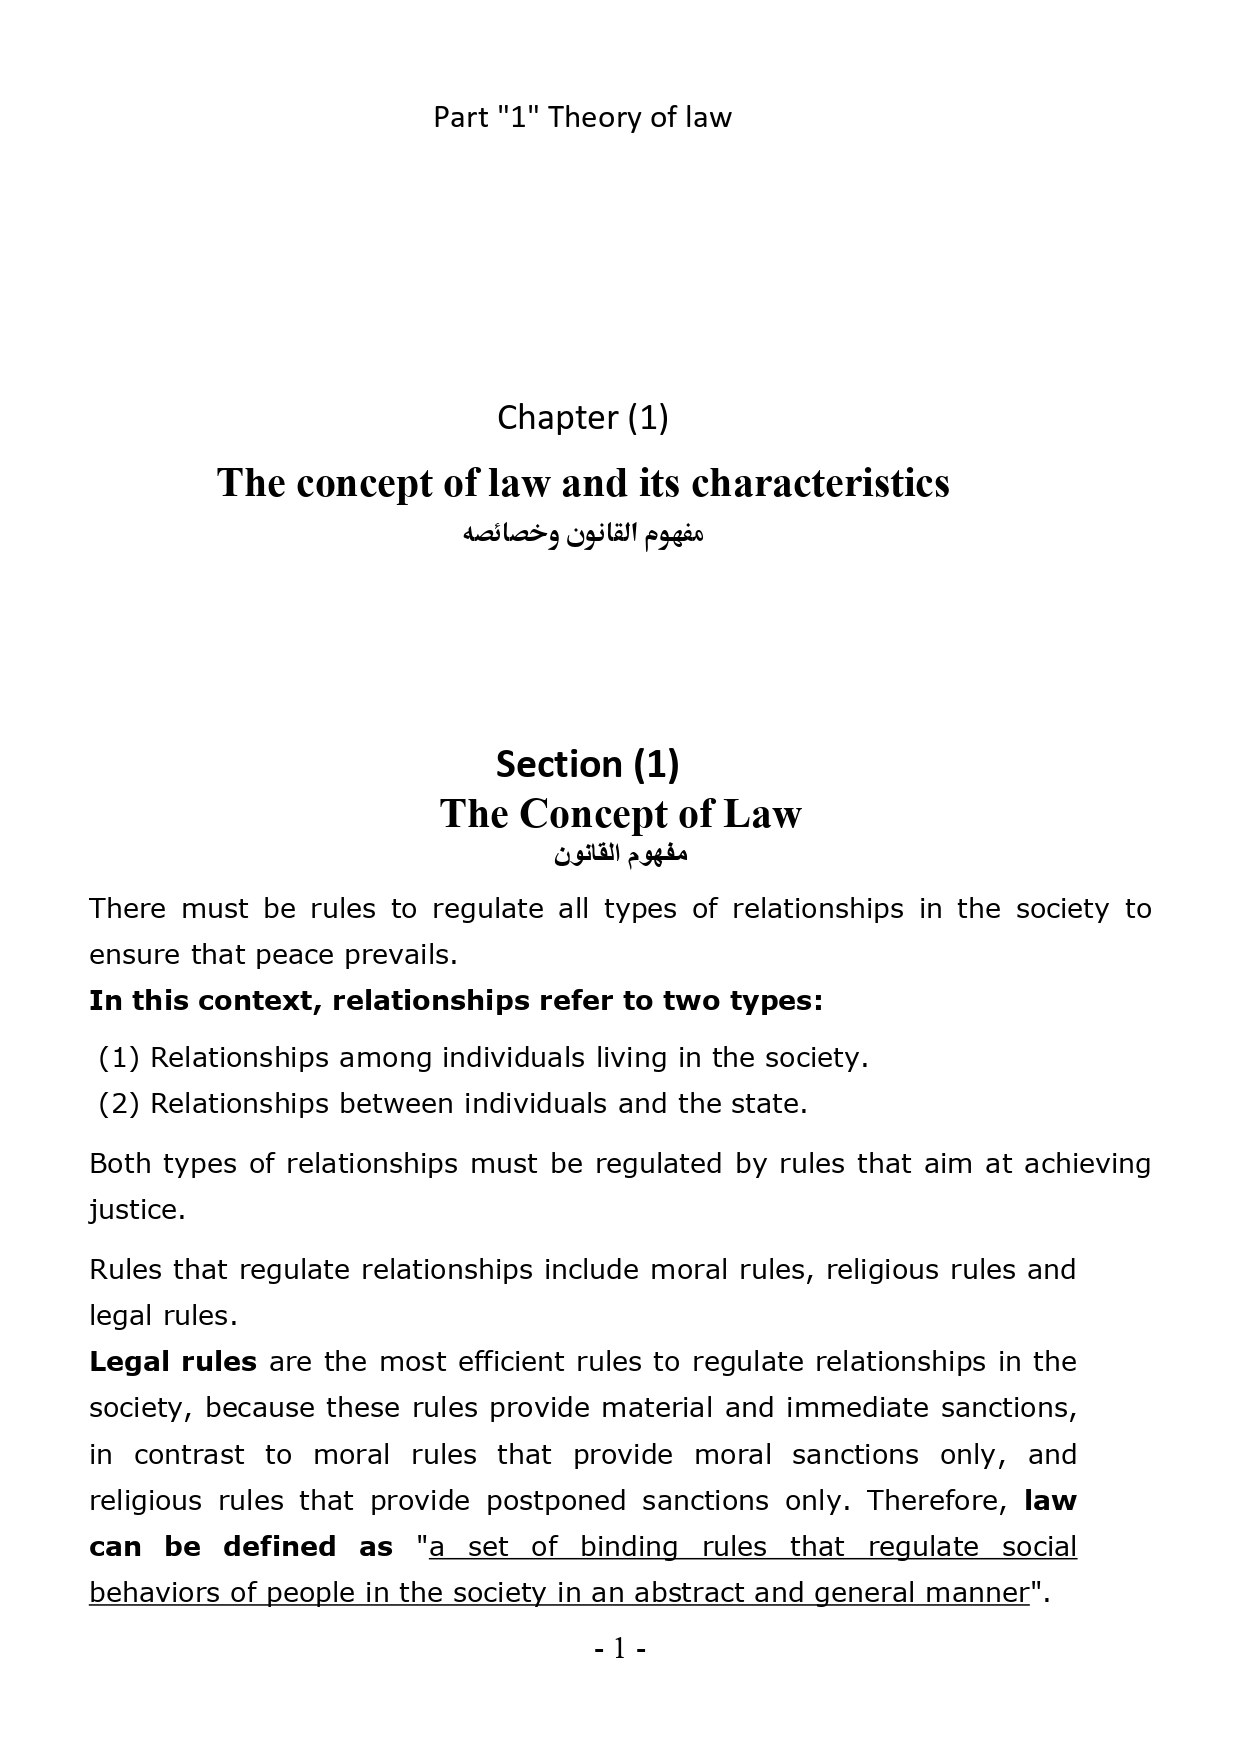 Part "1" Theory of law
Chapter (1)
The concept of law and its characteristics
مفهوم القانون وخصائصه
Section (1)
The Concept of Law
مفهوم القانون
There must be rules to regulate all types of relationships in the society to
ensure that peace prevails.
In this context, relationships refer to two types:
(1) Relationships among individuals living in the society.
(2) Relationships between individuals and the state.
Both types of relationships must be regulated by rules that aim at achieving
justice.
Rules that regulate relationships include moral rules, religious rules and
legal rules.
Legal rules are the most efficient rules to regulate relationships in the
society, because these rules provide material and immediate sanctions,
in contrast to moral rules that provide moral sanctions only, and
religious rules that provide postponed sanctions only. Therefore, law
can be defined as "a set of binding rules that regulate social
behaviors of people in the society in an abstract and general manner".
- 1 -